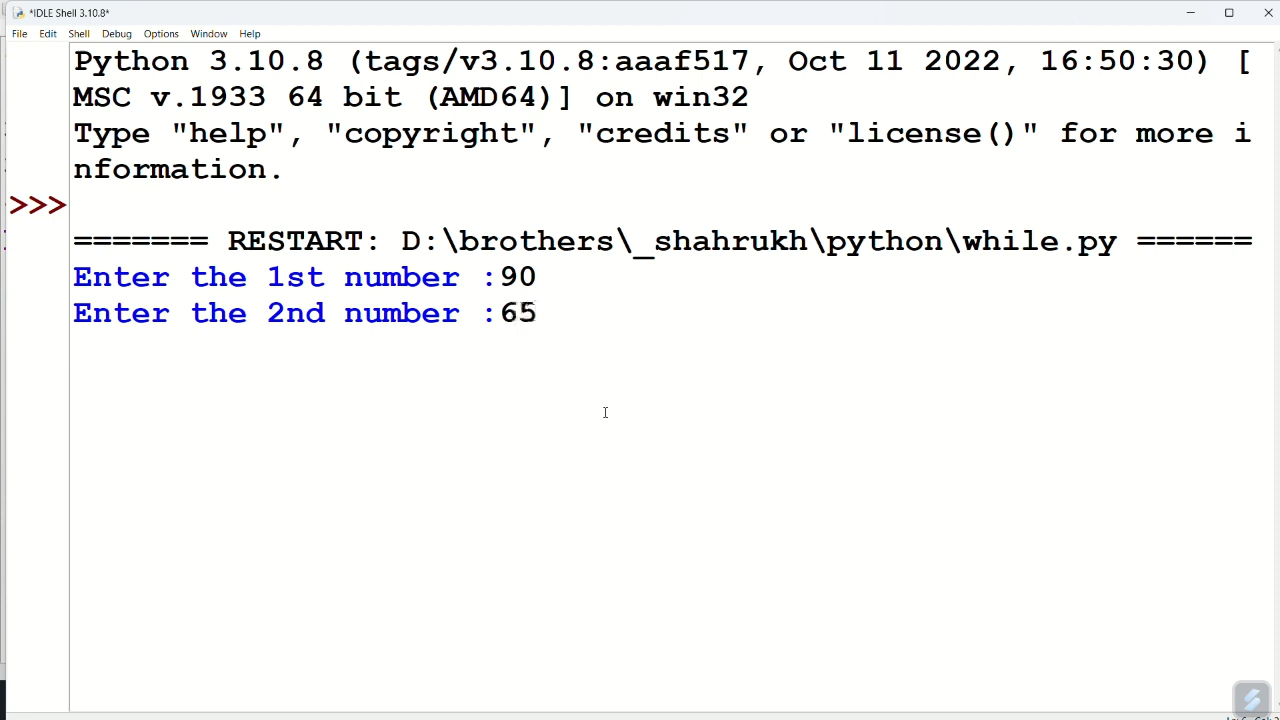 *IDLE Shell 3.10.8*
File Edit Shell Debug Options Window Help
Python 3.10.8 (tags/v3.10.8:aaaf517, Oct 11 2022, 16:50:30) [
MSC v.1933 64 bit (AMD64)] on win32
Type "help", "copyright", "credits" or "license()" for more i
nformation.
>>>
======= RESTART: D:\brothers\_shahrukh\python\while.py ======
Enter the 1st number :90
Enter the 2nd number :65